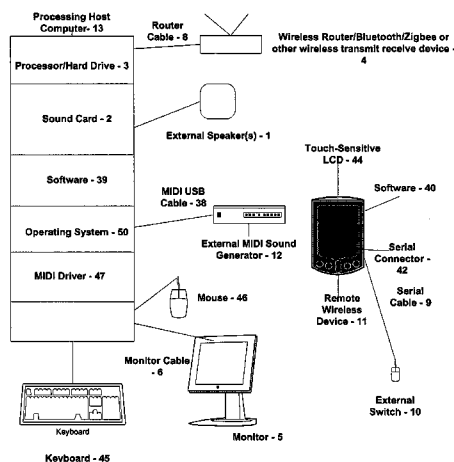 Processing Host
Computer- 13
Router
Cable - 8
Wireless Router/Bluetooth/Zigbee or
other wireless transmit receive device -
4
Processor/Hard Drive - 3
Sound Card - 2
External Speaker(s) - 1
Touch-Sensitive
LCD - 44
Software - 39
MIDI USB
Cable - 38
Software - 40
Operating System - 50
External MIDI Sound
Generator - 12
Serial
Connector -
42
MIDI Driver - 47
Mouse - 46
Remote
Wireless
Device - 11
Serial
Cable - 9
Monitor Cable
- 6
External
Switch - 10
Keyboard
Monitor - 5
Keyboard - 45